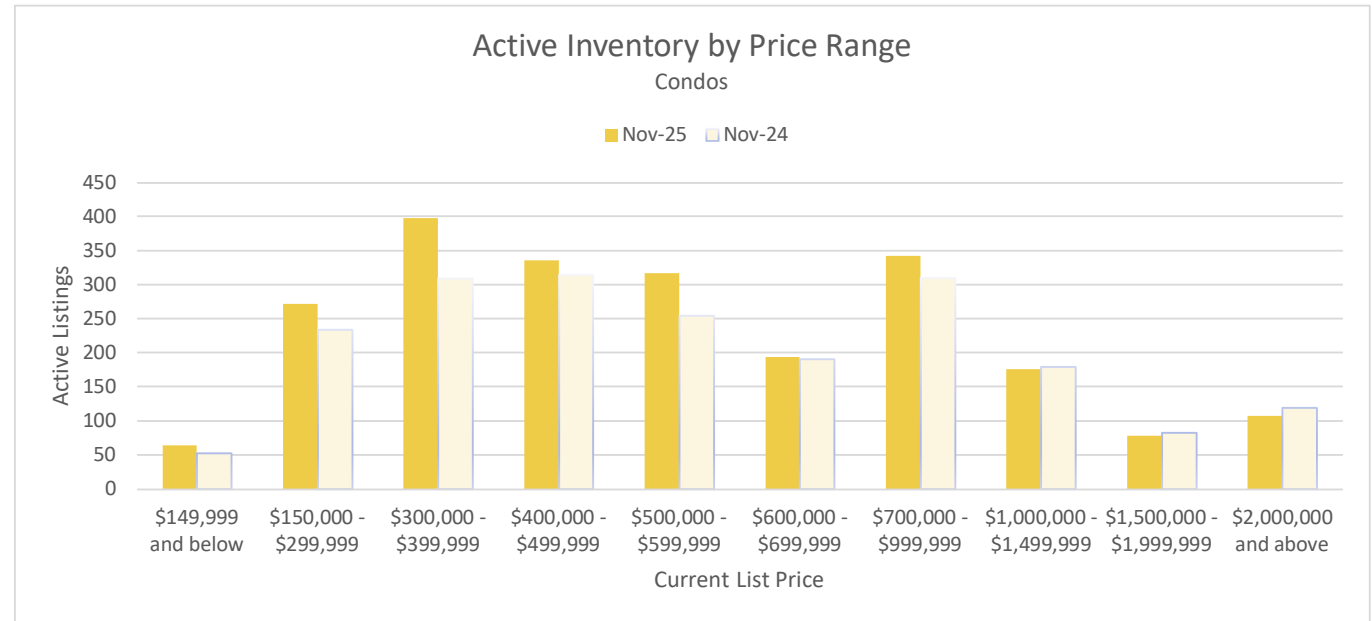 Active Inventory by Price Range
Condos
Nov-25 Nov-24
450
400
350
300
250
200
150
100
50
0
Active Listings
$149,999 $150,000 - $300,000 - $400,000 - $500,000 - $600,000 - $700,000 - $1,000,000 - $1,500,000 - $2,000,000
and below $299,999 $399,999 $499,999 $599,999 $699,999 $999,999 $1,499,999 $1,999,999 and above
Current List Price